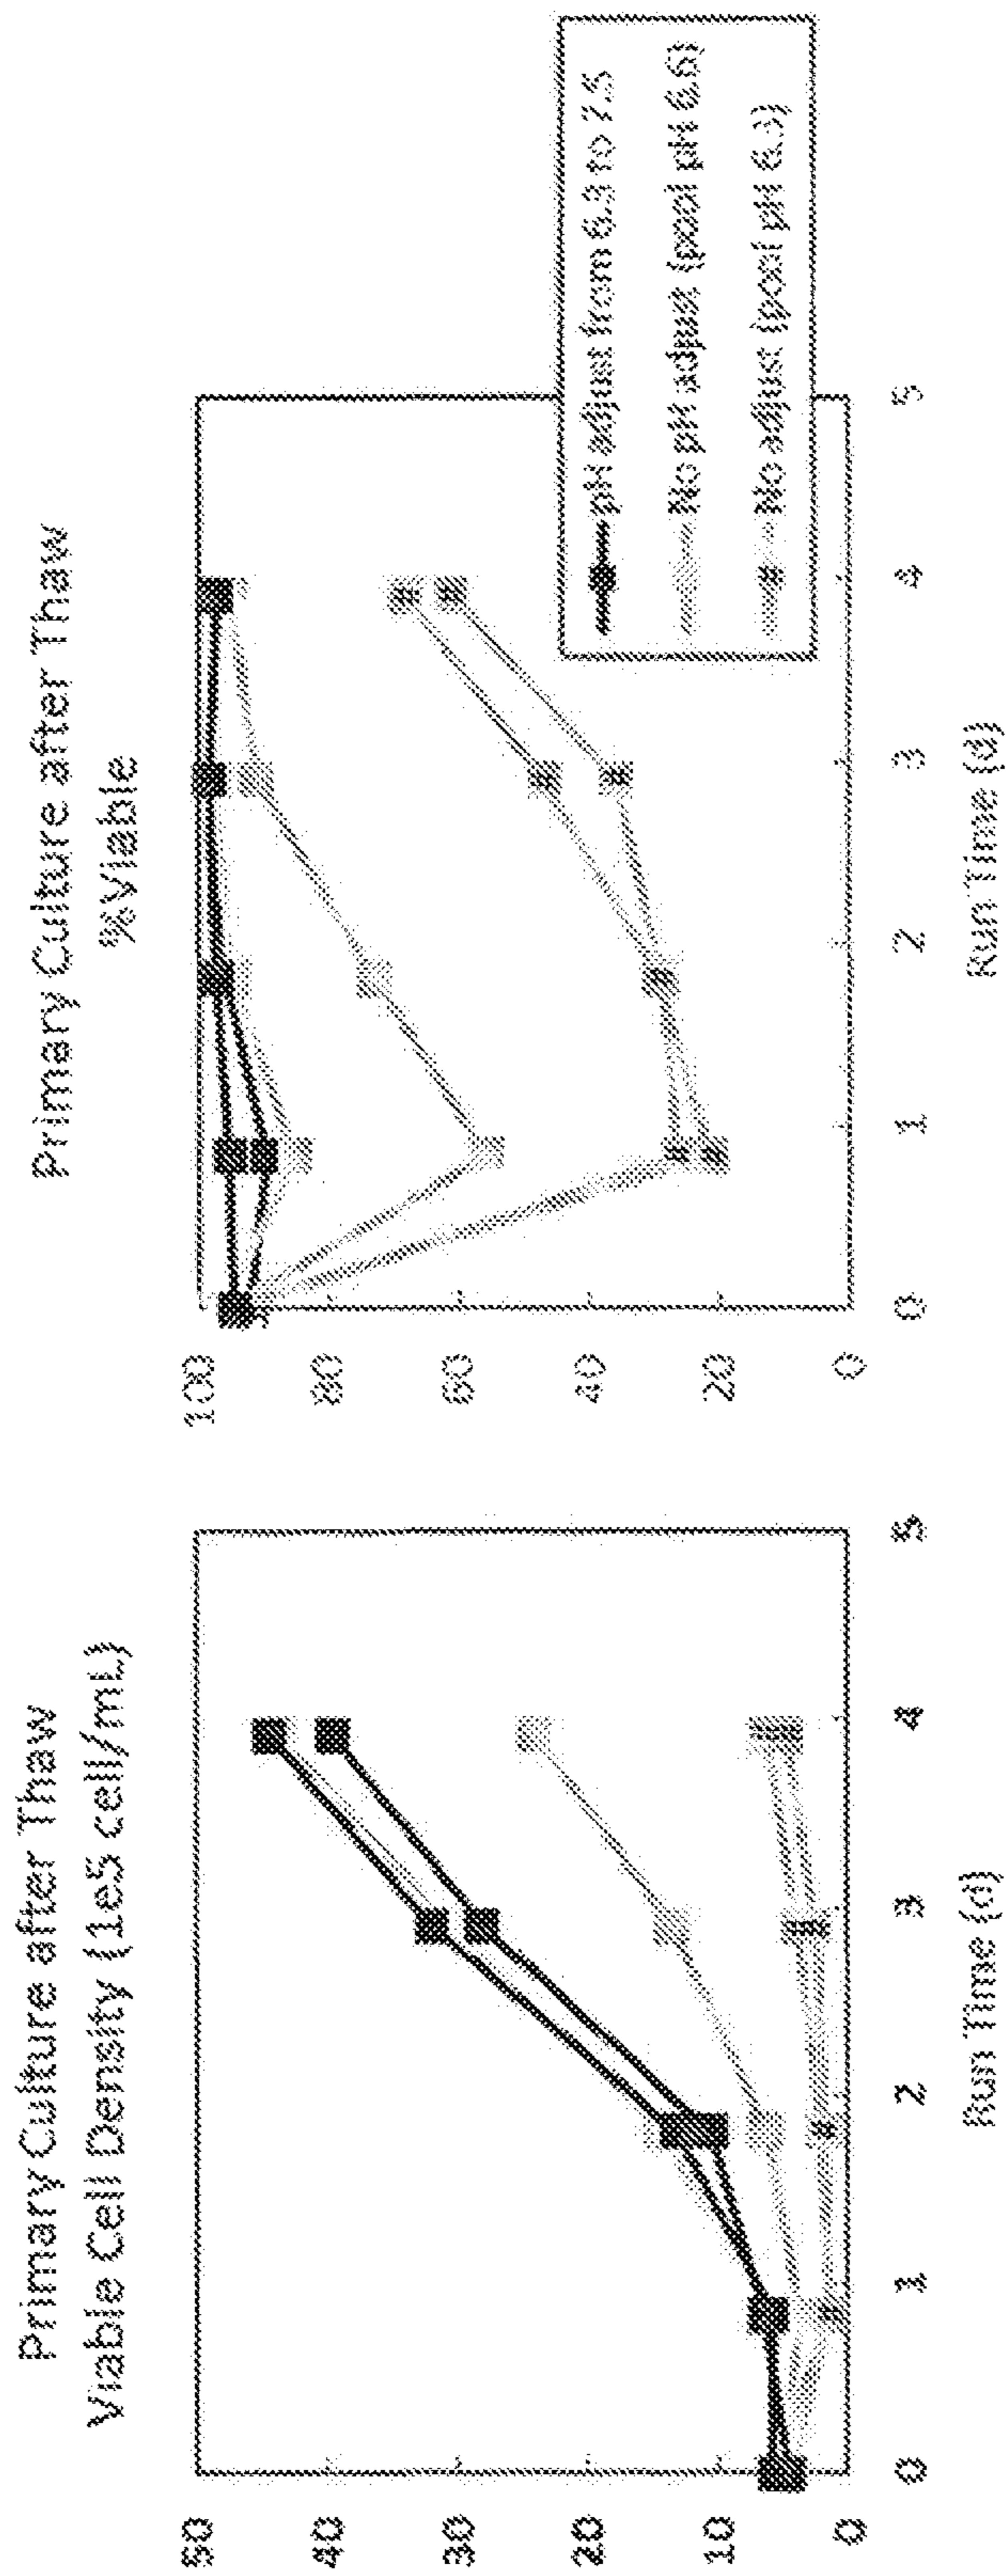 Primary Culture after Thaw
Viable Cell Density (1e5 cell/mL)
50
40
30
20
10
0
0
1
2
3
4
5
Run Time (d)
Primary Culture after Thaw
%Viable
100
80
60
40
20
0
0
1
2
3
4
5
Run Time (d)
pH adjust from 6.3 to 7.5
No pH adjust (pool pH 6.6)
No adjust (pool pH 6.3)